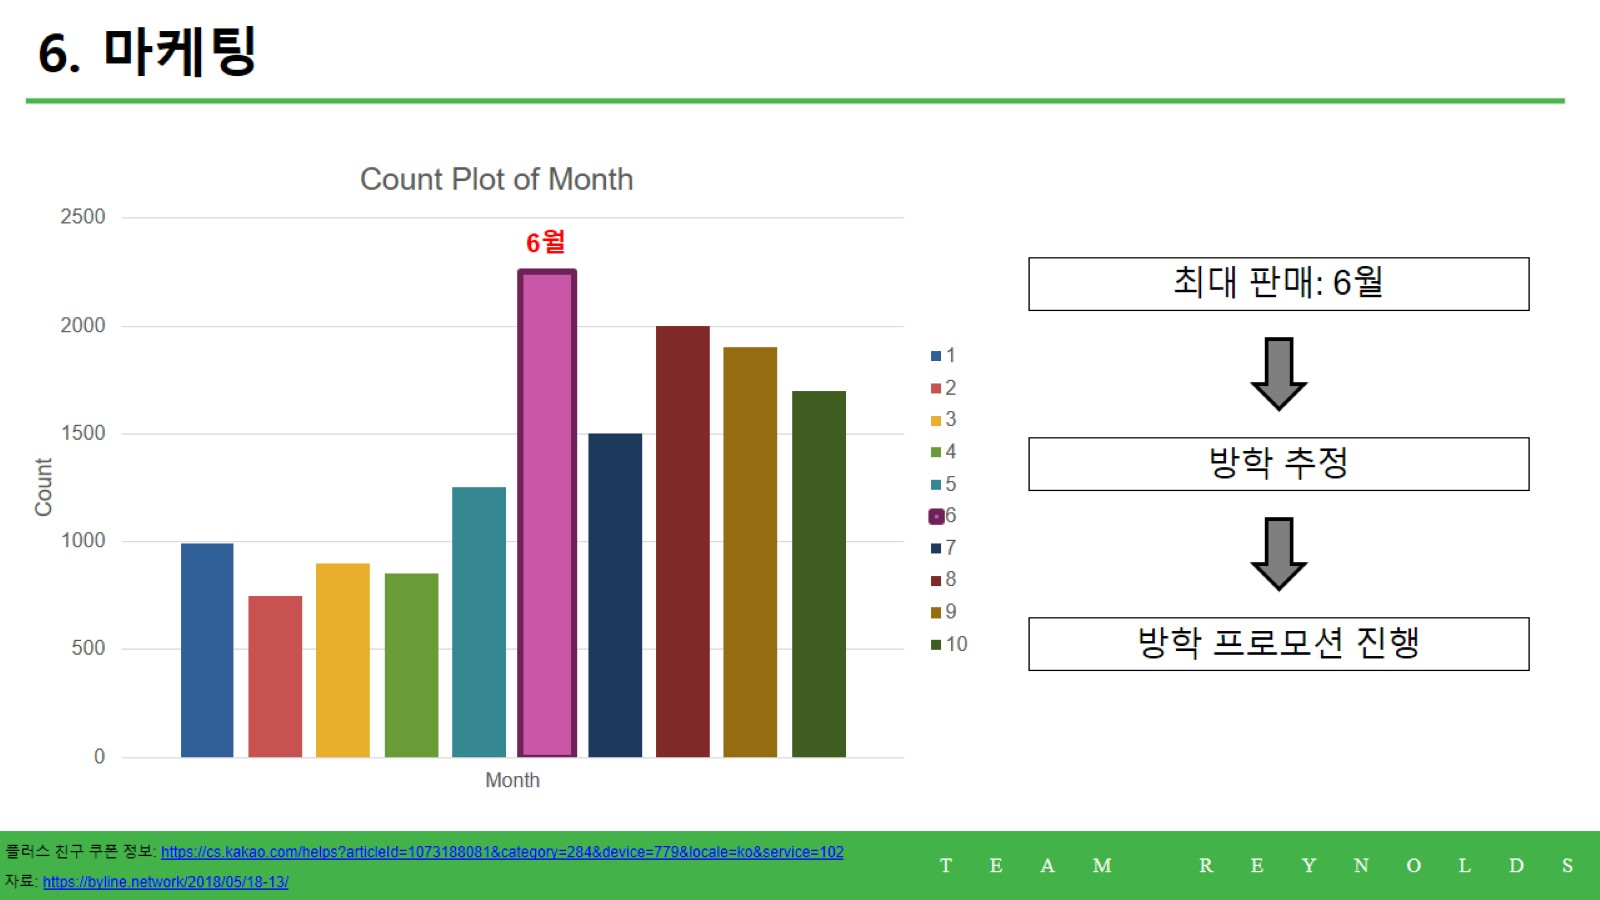 6. 마케팅
Count Plot of Month
2500
2000
1500
1000
500
0
Count
6월
Month
1
2
3
4
5
6
7
8
9
10
최대 판매: 6월
방학 추정
방학 프로모션 진행
플러스 친구 쿠폰 정보: https://cs.kakao.com/helps?articleId=1073188081&category=284&device=779&locale=ko&service=102
자료: https://byline.network/2018/05/18-13/
TEAM REYNOLDS